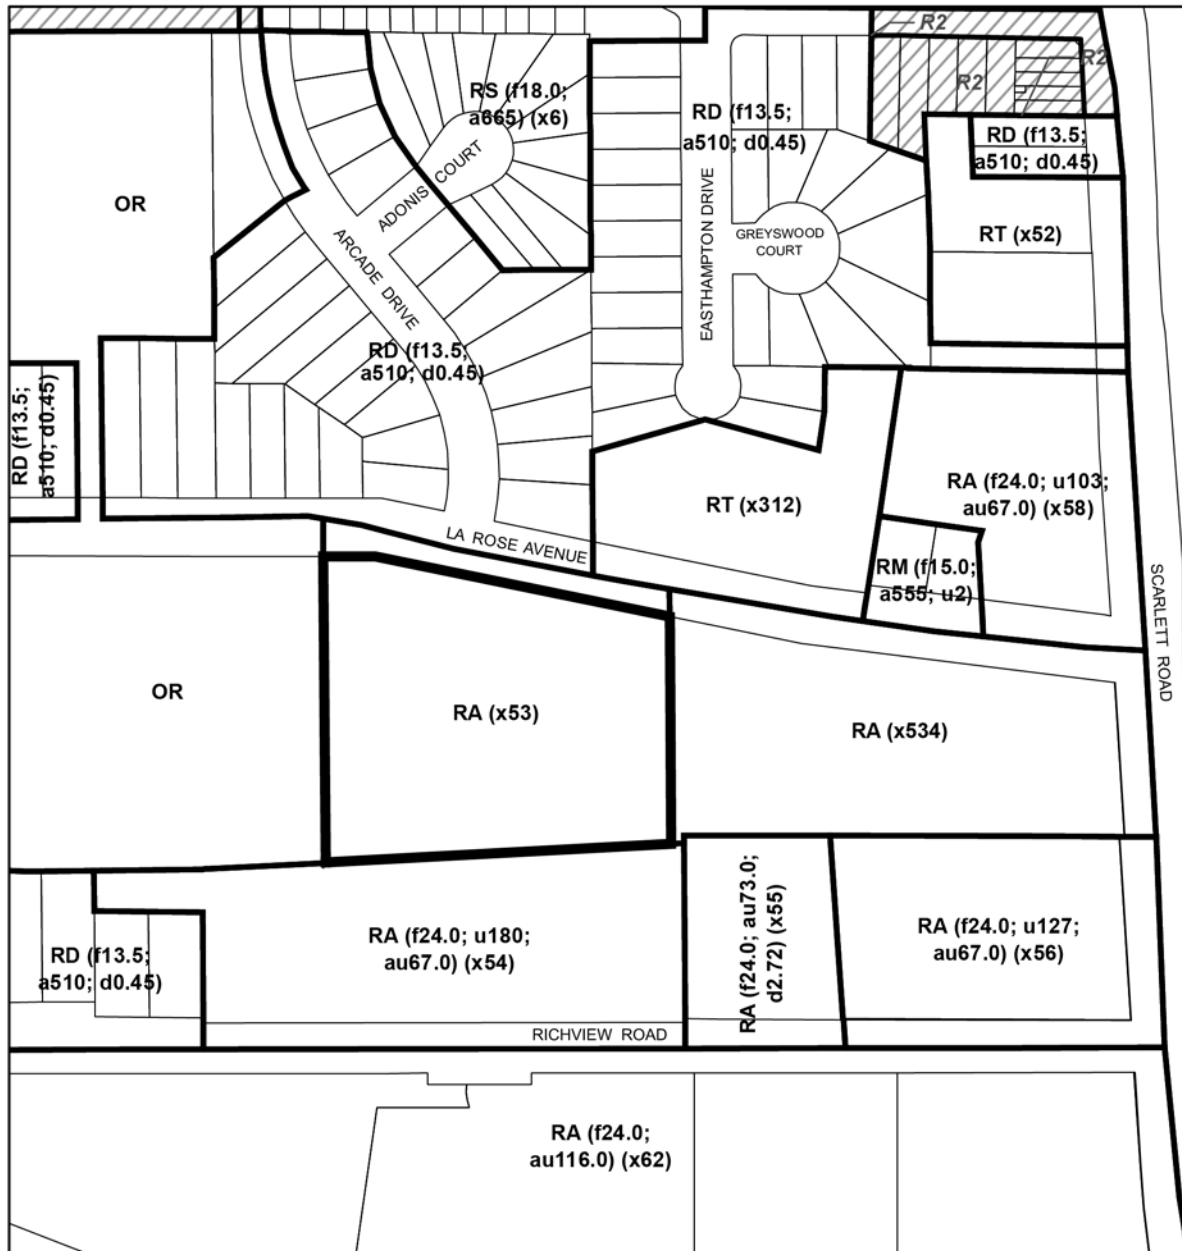 R2
RS (f18.0;
a665) (x6)
R2
R2
RD (f13.5;
a510; d0.45)
RD (f13.5;
a510; d0.45)
ADONIS COURT
OR
EASTHAMPTON DRIVE
GREYSWOOD
COURT
RT (x52)
ARCADE DRIVE
RD (f13.5;
a510; d0.45)
RD (f13.5;
a510; d0.45)
RA (f24.0; u103;
au67.0) (x58)
RT (x312)
LA ROSE AVENUE
RM (f15.0;
a555; u2)
SCARLETT ROAD
OR
RA (x53)
RA (x534)
RA (f24.0; au73.0;
d2.72) (x55)
RA (f24.0; u180;
au67.0) (x54)
RA (f24.0; u127;
au67.0) (x56)
RD (f13.5;
a510; d0.45)
RICHVIEW ROAD
RA (f24.0;
au116.0) (x62)